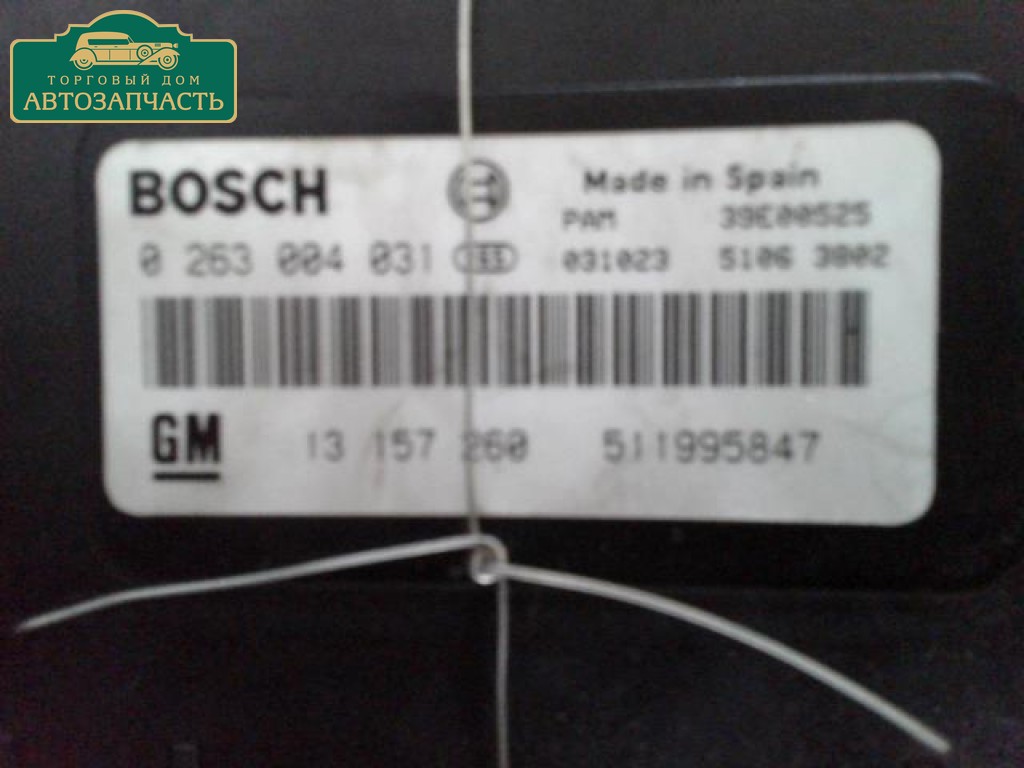 ТОРГОВЫЙ ДОМ
АВТОЗАПЧАСТЬ
BOSCH
Made in Spain
PAM 39E00525
0 263 004 031 031023 5106 3802
GM 13 157 260 511995847